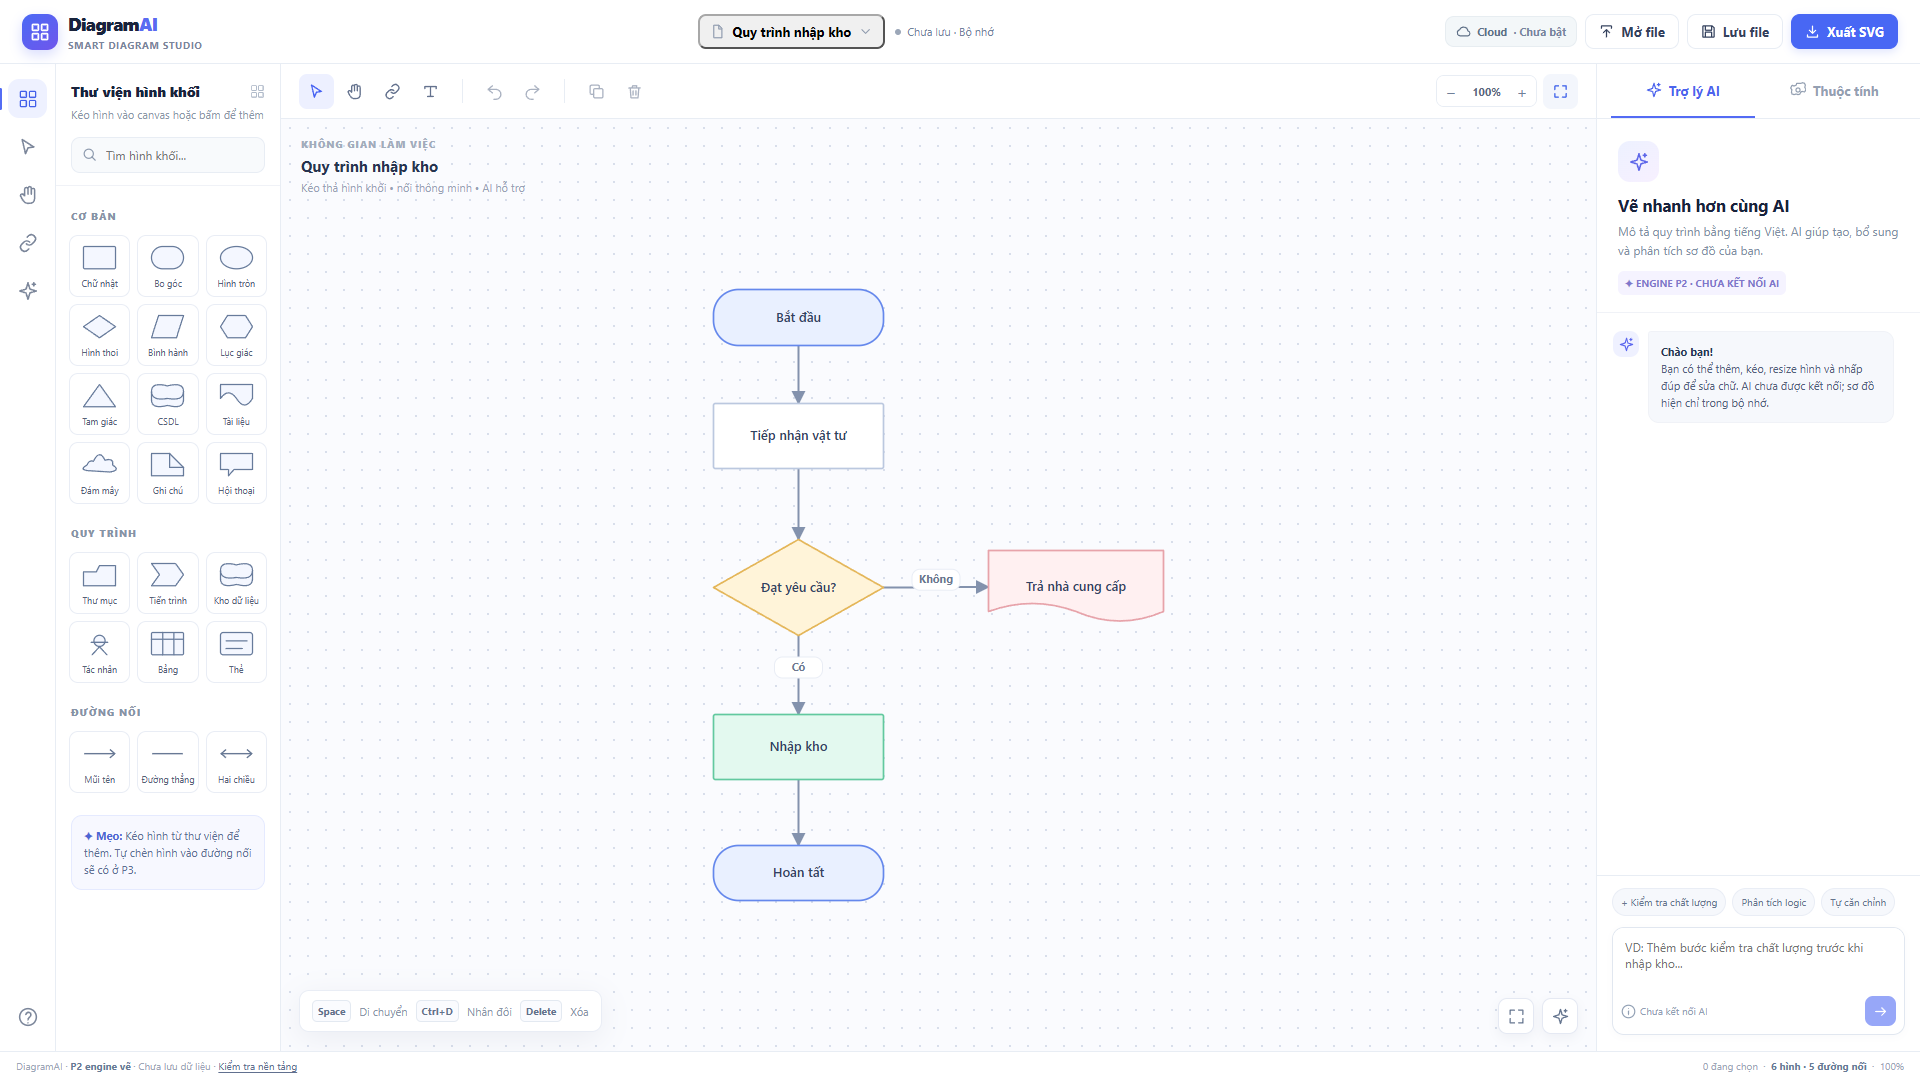 DiagramAI
SMART DIAGRAM STUDIO
Quy trình nhập kho
Chưa lưu · Bộ nhớ
Cloud · Chưa bật
Mở file
Lưu file
Xuất SVG
Thư viện hình khối
Kéo hình vào canvas hoặc bấm để thêm
Tìm hình khối...
CƠ BẢN
Chữ nhật
Bo góc
Hình tròn
Hình thoi
Bình hành
Lục giác
Tam giác
CSDL
Tài liệu
Đám mây
Ghi chú
Hội thoại
QUY TRÌNH
Thư mục
Tiến trình
Kho dữ liệu
Tác nhân
Bảng
Thẻ
ĐƯỜNG NỐI
Mũi tên
Đường thẳng
Hai chiều
✦ Mẹo: Kéo hình từ thư viện để
thêm. Tự chèn hình vào đường nối
sẽ có ở P3.
− 100% +
KHÔNG GIAN LÀM VIỆC
Quy trình nhập kho
Kéo thả hình khối • nối thông minh • AI hỗ trợ
Bắt đầu
Tiếp nhận vật tư
Đạt yêu cầu?
Không
Trả nhà cung cấp
Có
Nhập kho
Hoàn tất
Space Di chuyển Ctrl+D Nhân đôi Delete Xóa
Trợ lý AI
Thuộc tính
Vẽ nhanh hơn cùng AI
Mô tả quy trình bằng tiếng Việt. AI giúp tạo, bổ sung
và phân tích sơ đồ của bạn.
✦ ENGINE P2 · CHƯA KẾT NỐI AI
Chào bạn!
Bạn có thể thêm, kéo, resize hình và nhấp
đúp để sửa chữ. AI chưa được kết nối; sơ đồ
hiện chỉ trong bộ nhớ.
+ Kiểm tra chất lượng
Phân tích logic
Tự căn chỉnh
VD: Thêm bước kiểm tra chất lượng trước khi
nhập kho...
Chưa kết nối AI
DiagramAI · P2 engine vẽ · Chưa lưu dữ liệu · Kiểm tra nền tảng
0 đang chọn · 6 hình • 5 đường nối · 100%